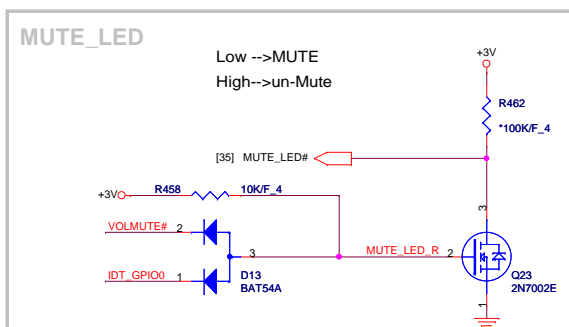 MUTE_LED
Low -->MUTE
High-->un-Mute
+3V
R462
*100K/F_4
[35] MUTE_LED#
+3V
R458
10K/F_4
VOLMUTE#
2
3
3
MUTE_LED_R
2
IDT_GPIO0
1
D13
BAT54A
Q23
2N7002E
1